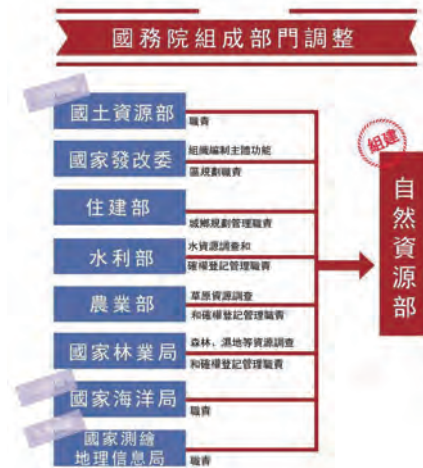 國務院組成部門調整
國土資源部
職責
國家發改委
組織編制主體功能
區規劃職責
住建部
城鄉規劃管理職責
水利部
水資源調查和
確權登記管理職責
農業部
草原資源調查
和確權登記管理職責
國家林業局
森林、濕地等資源調查
和確權登記管理職責
國家海洋局
職責
國家測繪
地理信息局
職責
組建
自然資源部